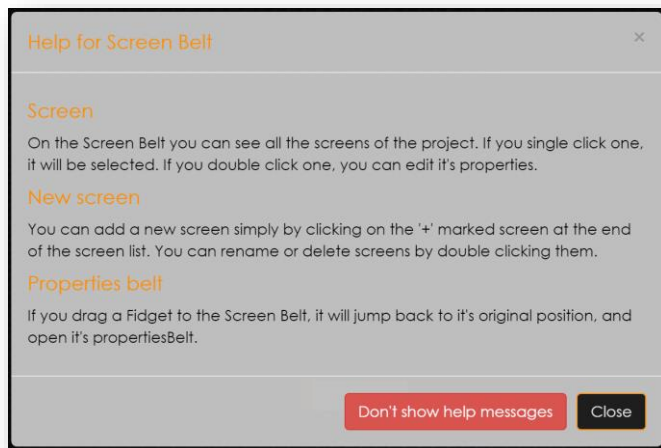 Help for Screen Belt
×
Screen
On the Screen Belt you can see all the screens of the project. If you single click one,
it will be selected. If you double click one, you can edit it's properties.
New screen
You can add a new screen simply by clicking on the '+' marked screen at the end
of the screen list. You can rename or delete screens by double clicking them.
Properties belt
If you drag a Fidget to the Screen Belt, it will jump back to it's original position, and
open it's propertiesBelt.
Don't show help messages
Close